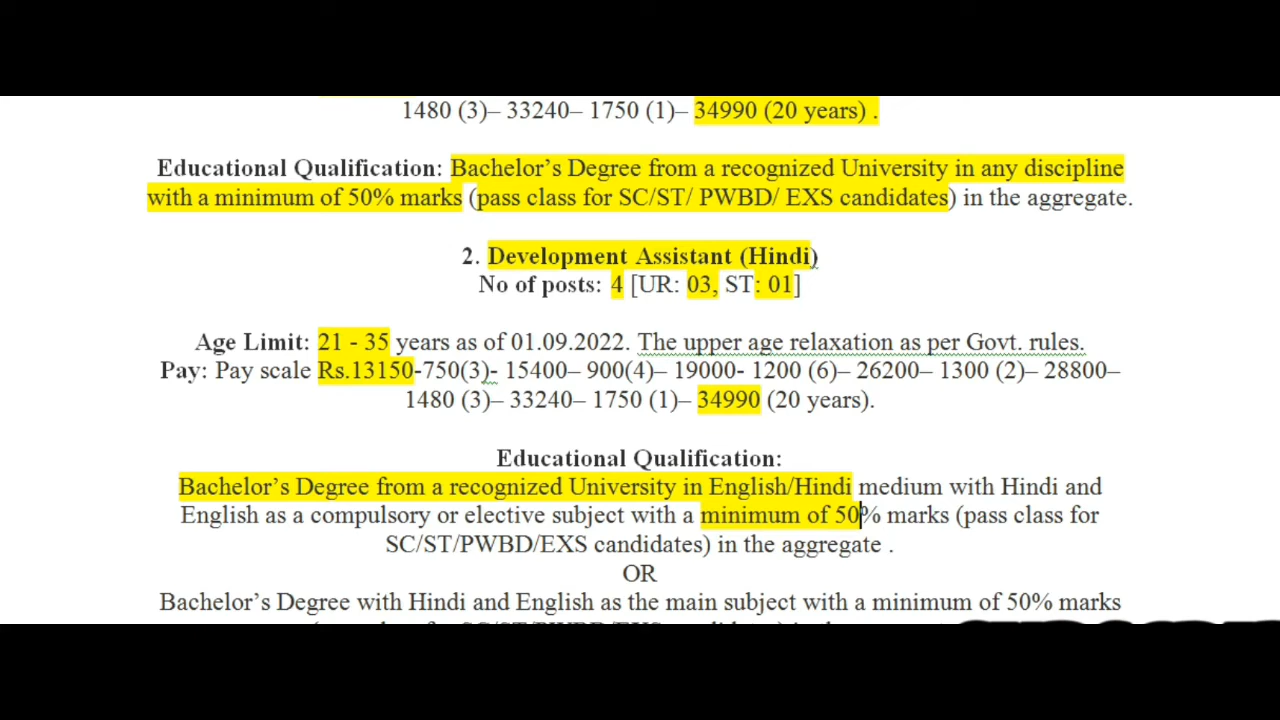 1480 (3)– 33240– 1750 (1)– 34990 (20 years) .
Educational Qualification: Bachelor’s Degree from a recognized University in any discipline
with a minimum of 50% marks (pass class for SC/ST/ PWBD/ EXS candidates) in the aggregate.
2. Development Assistant (Hindi)
No of posts: 4 [UR: 03, ST: 01]
Age Limit: 21 - 35 years as of 01.09.2022. The upper age relaxation as per Govt. rules.
Pay: Pay scale Rs.13150-750(3)- 15400– 900(4)– 19000- 1200 (6)– 26200– 1300 (2)– 28800–
1480 (3)– 33240– 1750 (1)– 34990 (20 years).
Educational Qualification:
Bachelor’s Degree from a recognized University in English/Hindi medium with Hindi and
English as a compulsory or elective subject with a minimum of 50% marks (pass class for
SC/ST/PWBD/EXS candidates) in the aggregate .
OR
Bachelor’s Degree with Hindi and English as the main subject with a minimum of 50% marks